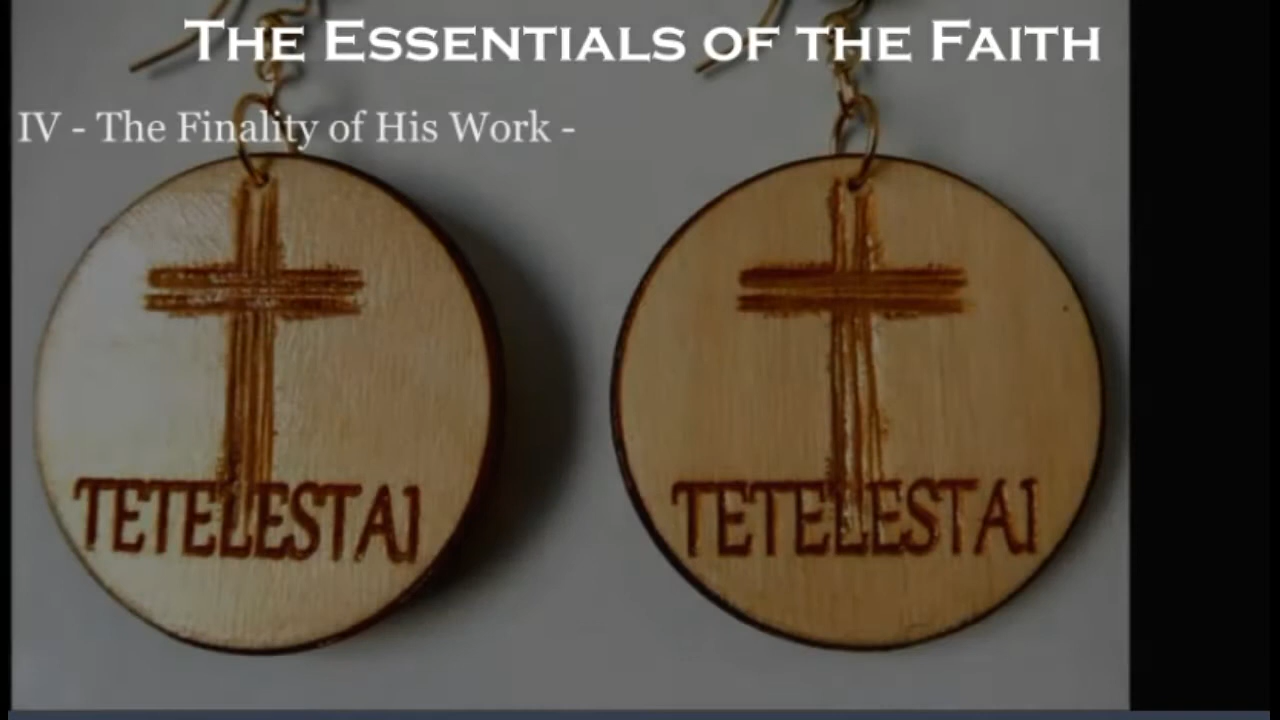 The Essentials of the Faith
IV - The Finality of His Work -
TETELESTAI
TETELESTAI